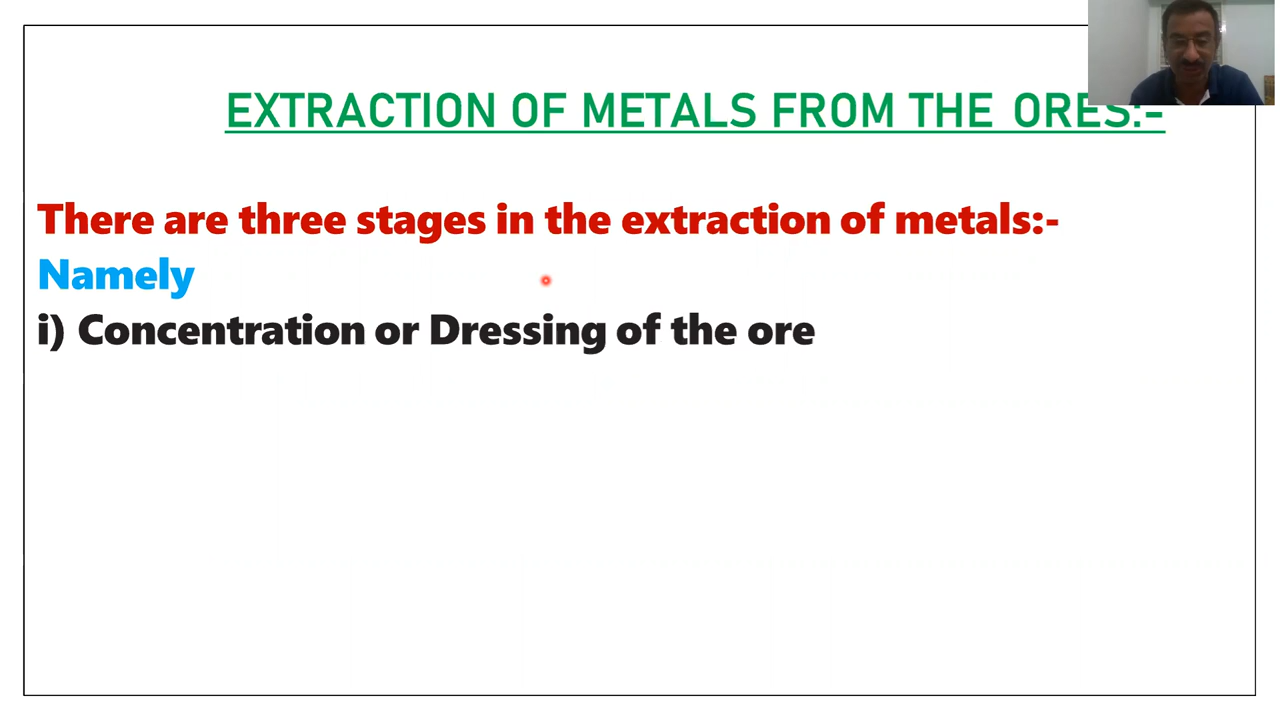 EXTRACTION OF METALS FROM THE ORES:-
There are three stages in the extraction of metals:-
Namely
i) Concentration or Dressing of the ore